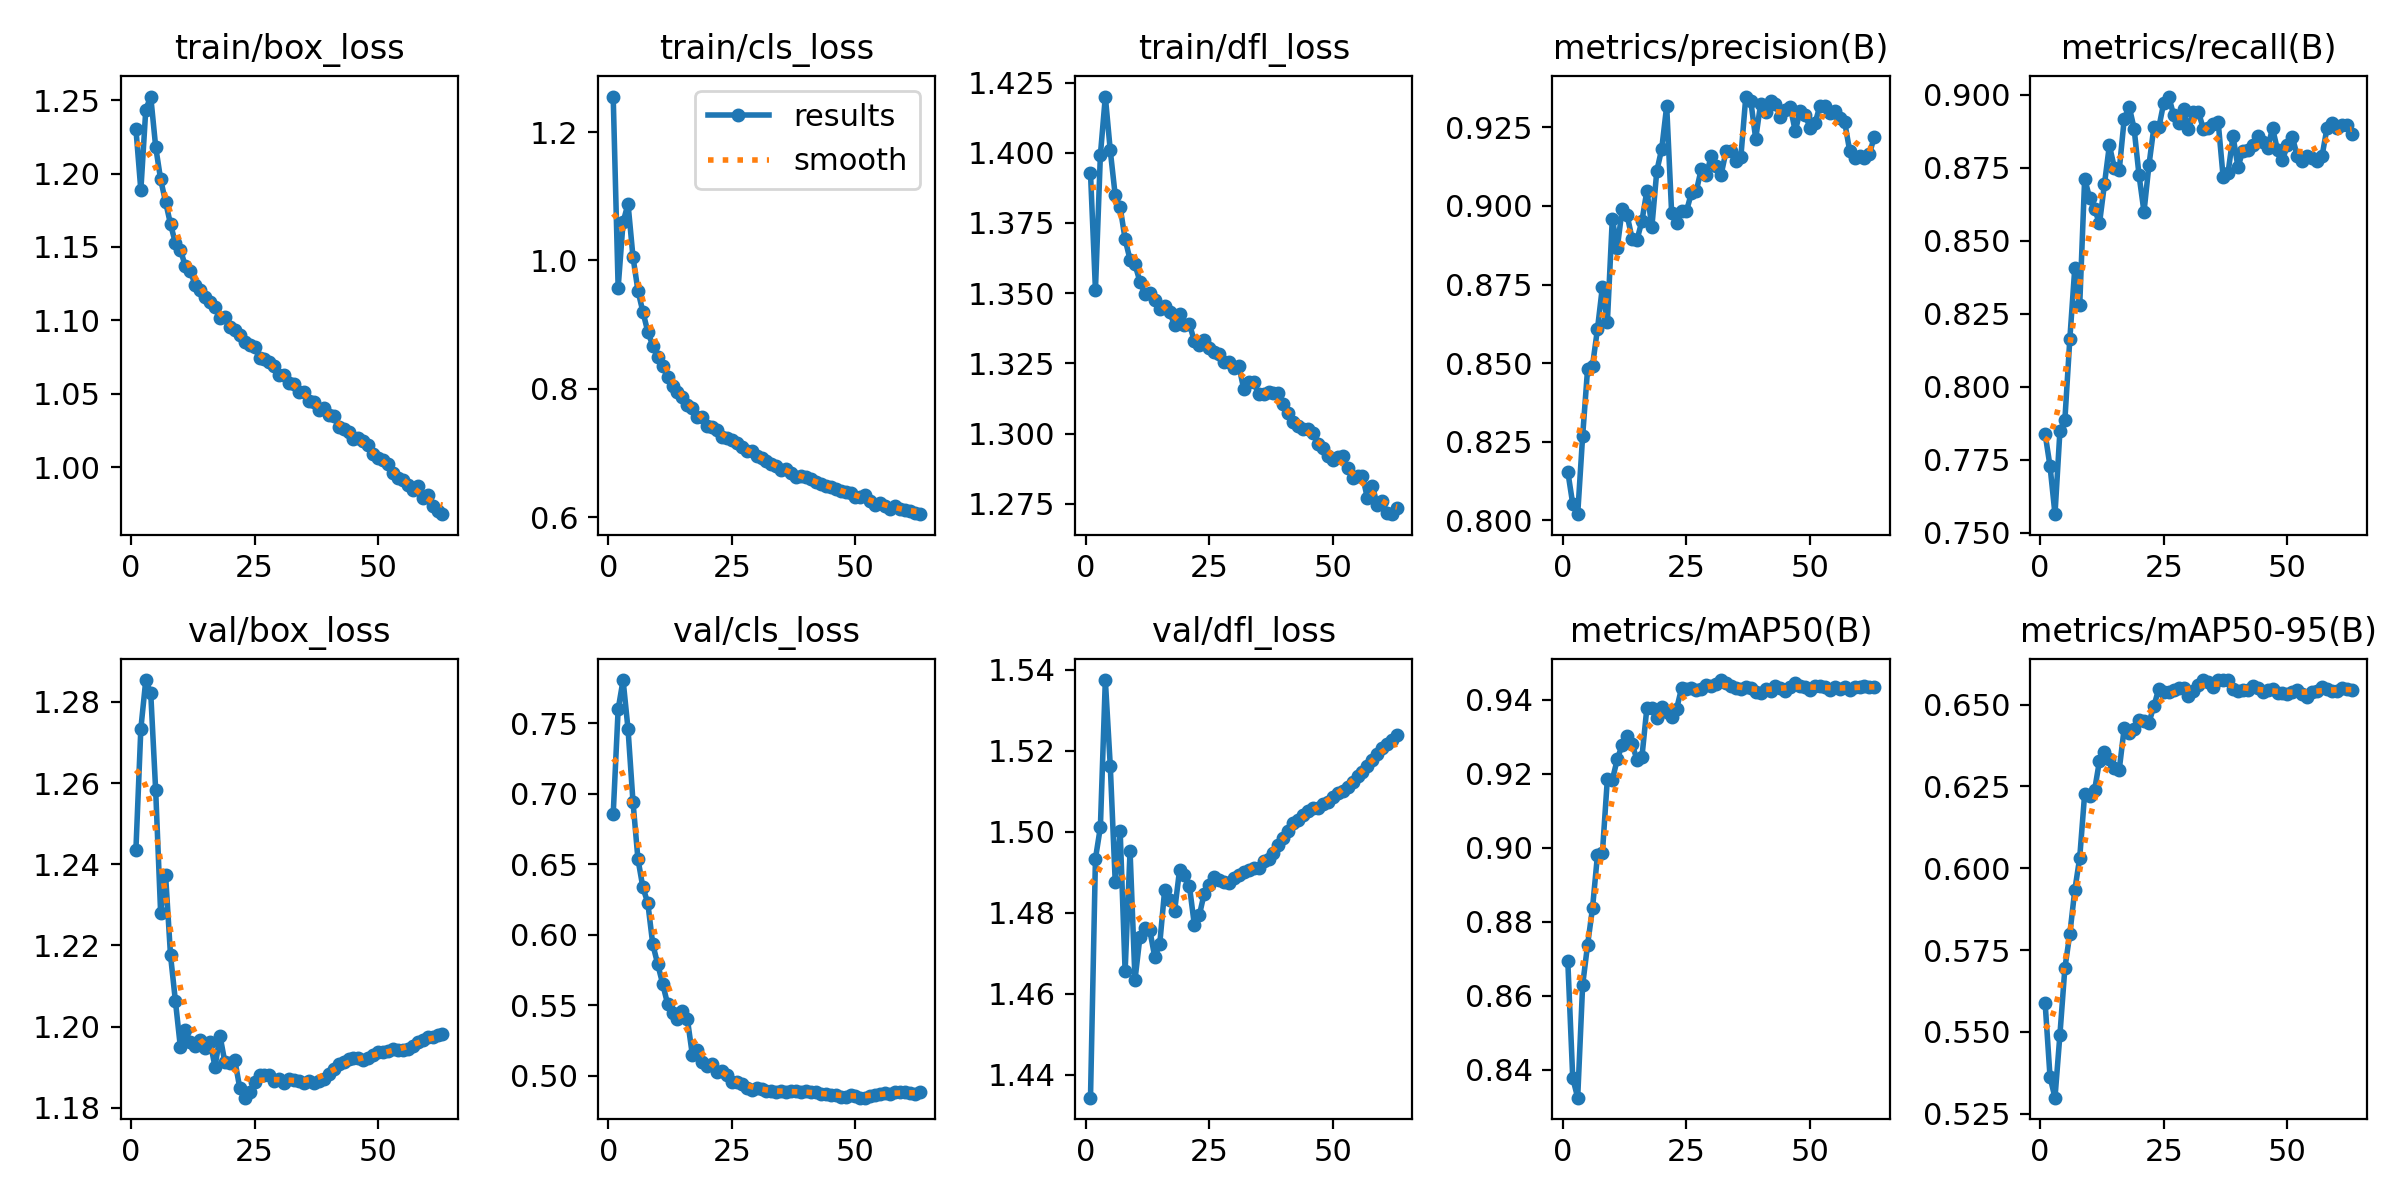 train/box_loss
1.25
1.20
1.15
1.10
1.05
1.00
0 25 50
train/cls_loss
results
smooth
1.2
1.0
0.8
0.6
0 25 50
train/dfl_loss
1.425
1.400
1.375
1.350
1.325
1.300
1.275
0 25 50
metrics/precision(B)
0.925
0.900
0.875
0.850
0.825
0.800
0 25 50
metrics/recall(B)
0.900
0.875
0.850
0.825
0.800
0.775
0.750
0 25 50
val/box_loss
1.28
1.26
1.24
1.22
1.20
1.18
0 25 50
val/cls_loss
0.75
0.70
0.65
0.60
0.55
0.50
0 25 50
val/dfl_loss
1.54
1.52
1.50
1.48
1.46
1.44
0 25 50
metrics/mAP50(B)
0.94
0.92
0.90
0.88
0.86
0.84
0 25 50
metrics/mAP50-95(B)
0.650
0.625
0.600
0.575
0.550
0.525
0 25 50